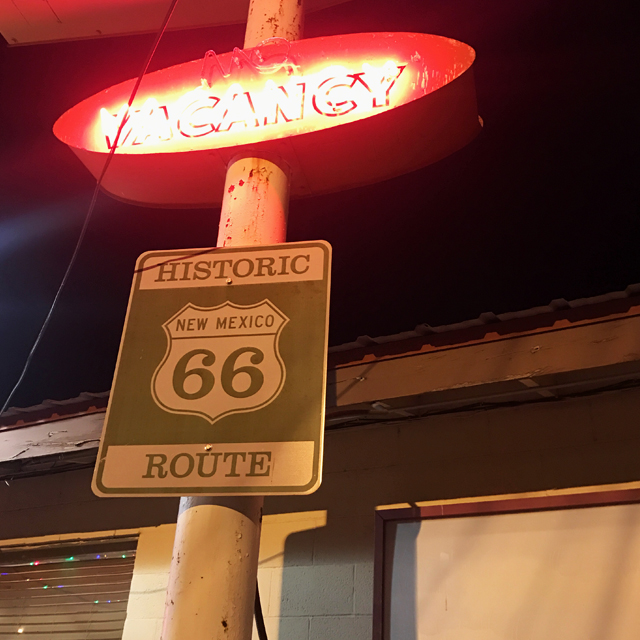 NO
VACANCY
HISTORIC
NEW MEXICO
66
ROUTE